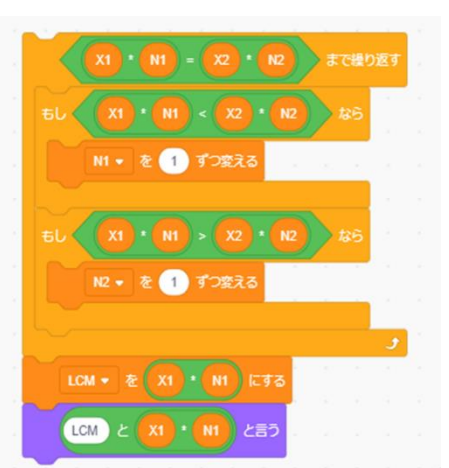 X1 * N1 = X2 * N2 まで繰り返す
もし X1 * N1 < X2 * N2 なら
N1 を 1 ずつ変える
もし X1 * N1 > X2 * N2 なら
N2 を 1 ずつ変える
LCM を X1 * N1 にする
LCM と X1 * N1 と言う